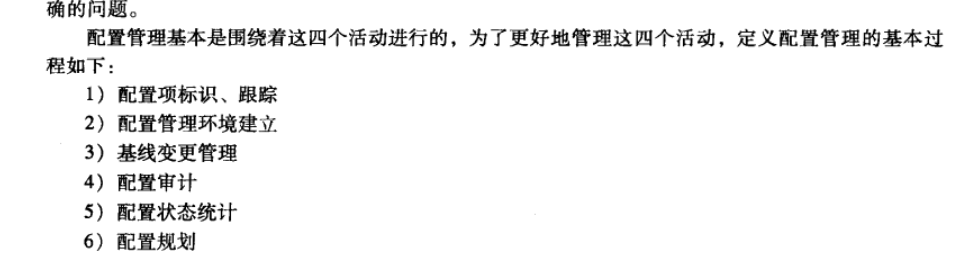 确的问题。
配置管理基本是围绕着这四个活动进行的，为了更好地管理这四个活动，定义配置管理的基本过
程如下：
1）配置项标识、跟踪
2）配置管理环境建立
3）基线变更管理
4）配置审计
5）配置状态统计
6）配置规划